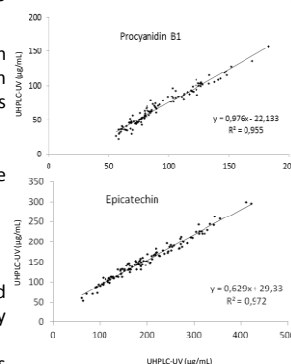 200
Procyanidin B1
150
UHPLC-UV (µg/mL)
100
50
y = 0,976x - 22,133
R² = 0,955
0
0
50
100
150
200
350
Epicatechin
300
250
UHPLC-UV (µg/mL)
200
150
100
y = 0,629x + 29,33
R² = 0,972
50
0
0
100
200
300
400
500
UHPLC-UV (µg/mL)